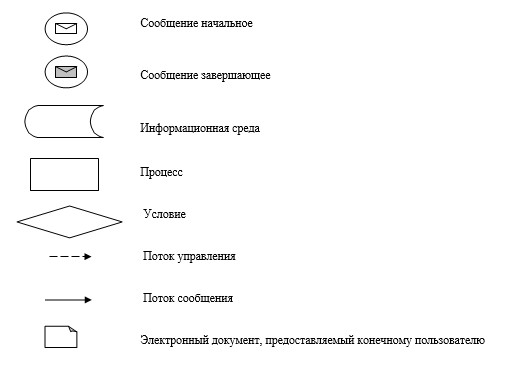 Сообщение начальное
Сообщение завершающее
Информационная среда
Процесс
Условие
Поток управления
Поток сообщения
Электронный документ, предоставляемый конечному пользователю